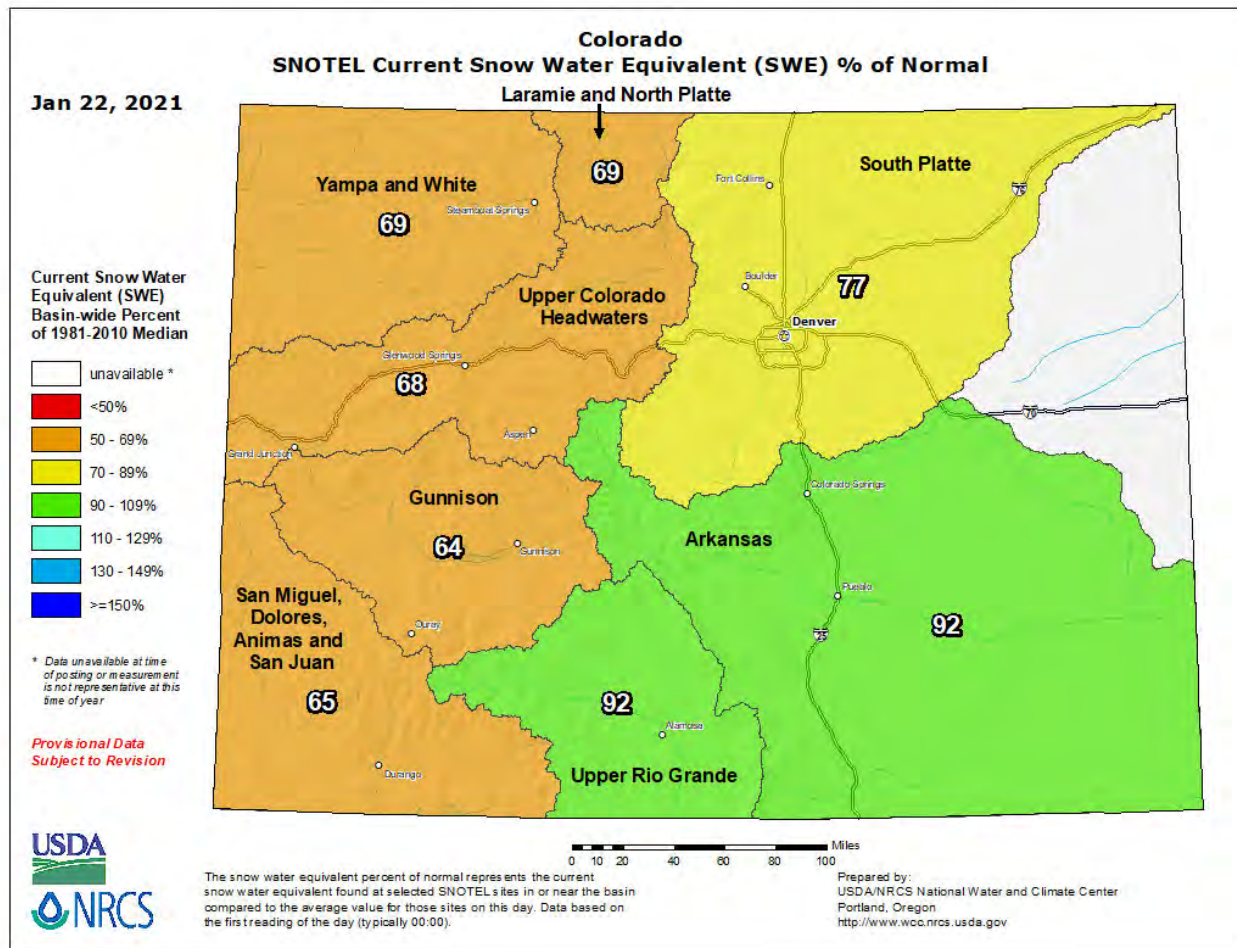 Colorado
SNOTEL Current Snow Water Equivalent (SWE) % of Normal
Jan 22, 2021
Laramie and North Platte
69
Yampa and White
69
Steamboat Springs
South Platte
Fort Collins
76
Boulder
77
Denver
Upper Colorado
Headwaters
Glenwood Springs
68
Aspen
Grand Junction
70
Colorado Springs
Gunnison
64
Gunnison
Arkansas
Pueblo
92
25
San Miguel,
Dolores,
Animas and
San Juan
Ouray
65
Durango
92
Alamosa
Upper Rio Grande
Current Snow Water
Equivalent (SWE)
Basin-wide Percent
of 1981-2010 Median
unavailable *
<50%
50 - 69%
70 - 89%
90 - 109%
110 - 129%
130 - 149%
>=150%
* Data unavailable at time
of posting or measurement
is not representative at this
time of year
Provisional Data
Subject to Revision
USDA
NRCS
Miles
0 10 20 40 60 80 100
The snow water equivalent percent of normal represents the current
snow water equivalent found at selected SNOTEL sites in or near the basin
compared to the average value for those sites on this day. Data based on
the first reading of the day (typically 00:00).
Prepared by:
USDA/NRCS National Water and Climate Center
Portland, Oregon
http://www.wcc.nrcs.usda.gov